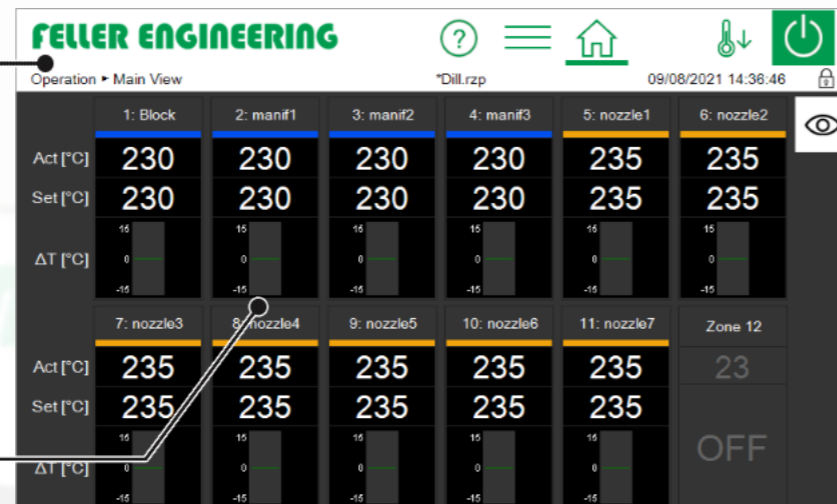 FELLER ENGINEERING
?
Operation ▸ Main View *Dill.rzp 09/08/2021 14:36:46
1: Block 2: manif1 3: manif2 4: manif3 5: nozzle1 6: nozzle2
Act [°C] 230 230 230 230 235 235
Set [°C] 230 230 230 230 235 235
15 15 15 15 15 15
ΔT [°C] 0 0 0 0 0 0
-15 -15 -15 -15 -15 -15
7: nozzle3 8: nozzle4 9: nozzle5 10: nozzle6 11: nozzle7 Zone 12
Act [°C] 235 235 235 235 235 23
Set [°C] 235 235 235 235 235 OFF
15 15 15 15 15
ΔT [°C] 0 0 0 0 0
-15 -15 -15 -15 -15